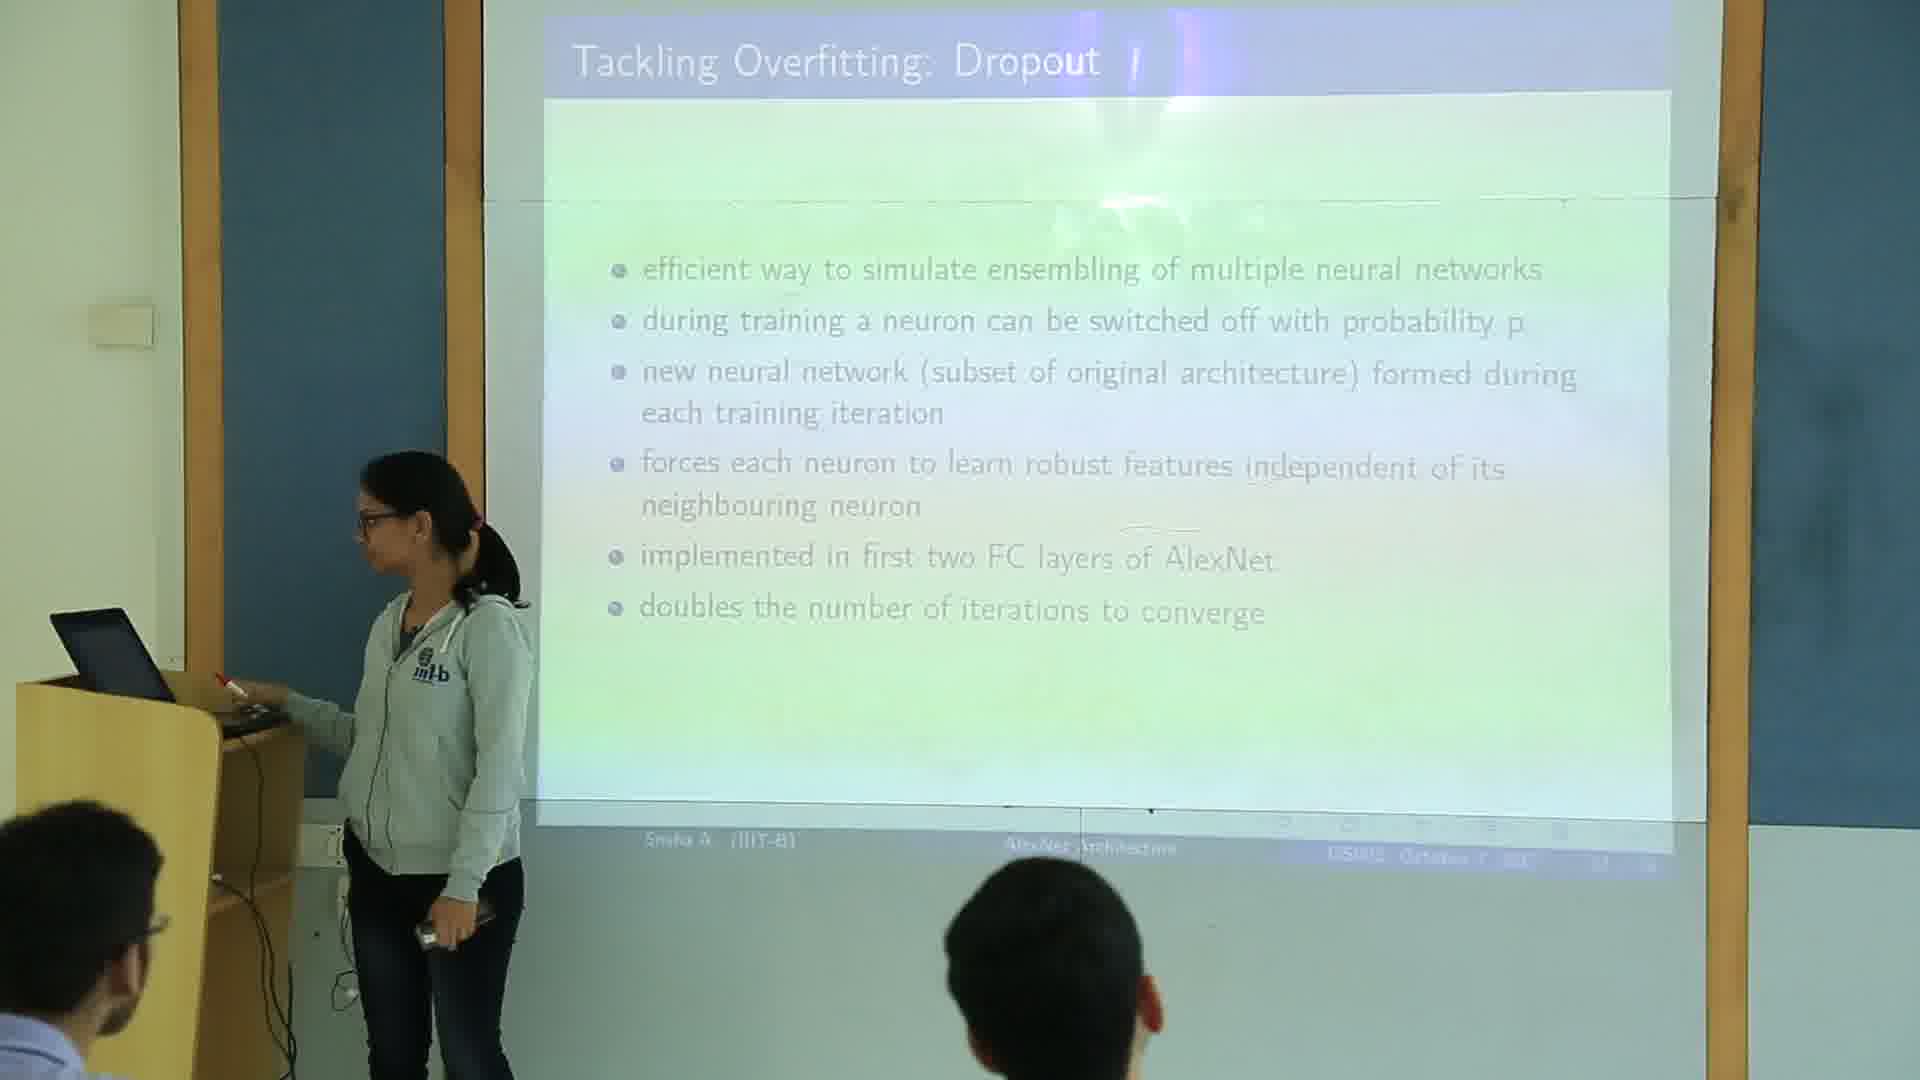 Tackling Overfitting: Dropout
efficient way to simulate ensembling of multiple neural networks
during training a neuron can be switched off with probability p
new neural network (subset of original architecture) formed during
each training iteration
forces each neuron to learn robust features independent of its
neighbouring neuron
implemented in first two FC layers of AlexNet
doubles the number of iterations to converge
(IIIT-B)
AlexNet Architecture
October 7